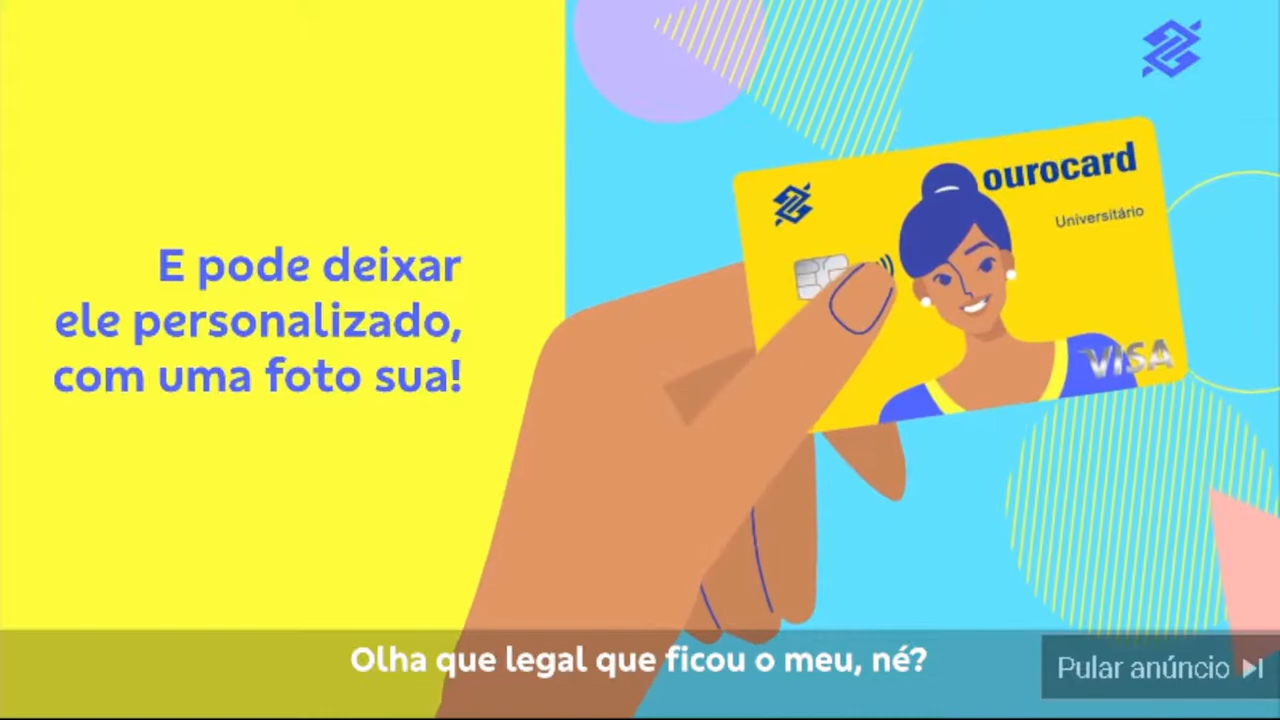 E pode deixar
ele personalizado,
com uma foto sua!
ourocard
Universitário
VISA
Olha que legal que ficou o meu, né?
Pular anúncio